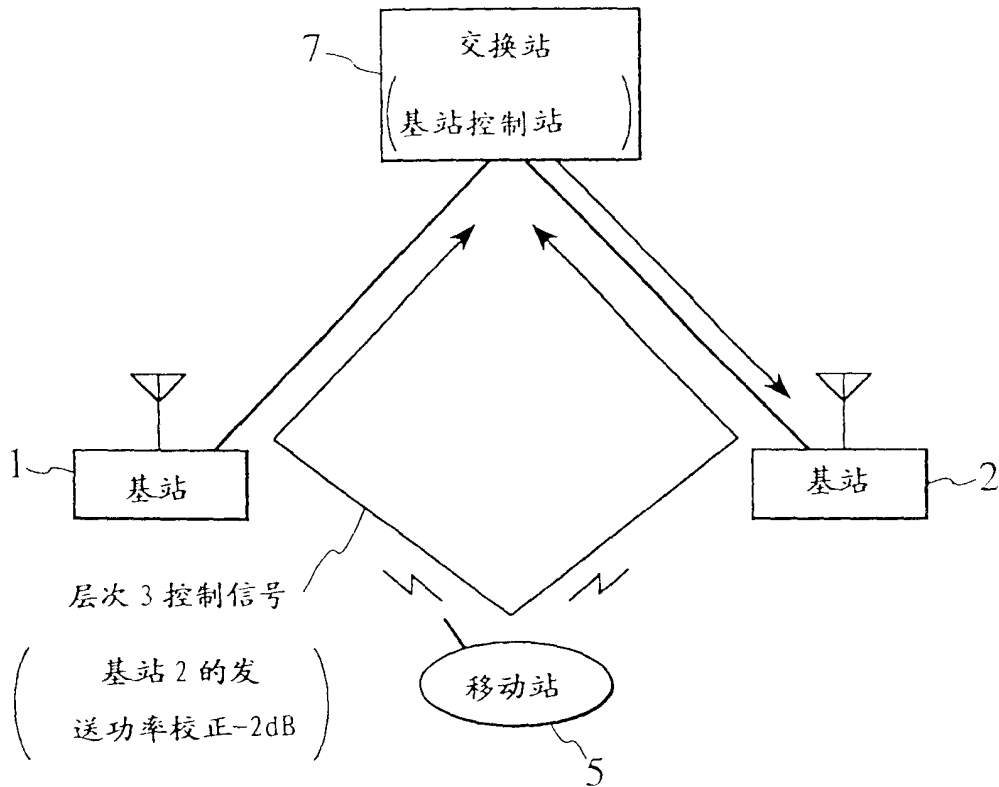 7
交换站
(基站控制站)
1
基站
基站
2
层次3控制信号
(基站2的发
送功率校正-2dB)
移动站
5